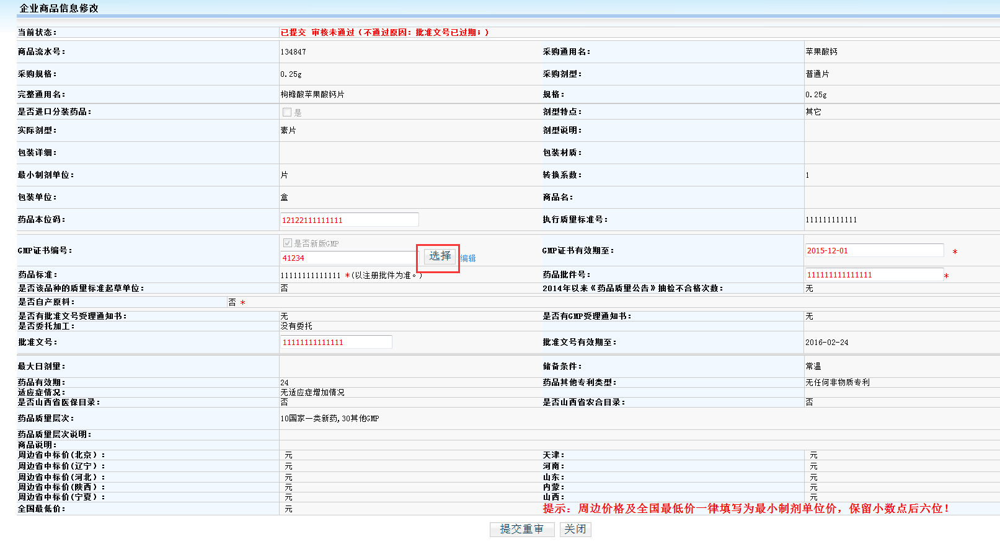 企业商品信息修改
当前状态： 已提交 审核未通过（不通过原因：批准文号已过期；）
商品流水号： 134847 采购通用名： 苹果酸钙
采购规格： 0.25g 采购剂型： 普通片
完整通用名： 枸橼酸苹果酸钙片 规格： 0.25g
是否进口分装药品： 是 剂型特点： 其它
实际剂型： 素片 剂型说明：
包装详细： 包装材质：
最小制剂单位： 片 转换系数： 1
包装单位： 盒 商品名：
药品本位码： 12122111111111 执行质量标准号： 111111111111
是否新版GMP
GMP证书编号： 41234 选择 编辑 GMP证书有效期至： 2015-12-01 *
药品标准： 11111111111111 *(以注册批件为准。) 药品批件号： 111111111111111 *
是否该品种的质量标准起草单位： 否 2014年以来《药品质量公告》抽检不合格次数： 无
是否自产原料： 否 *
是否有批准文号受理通知书： 无 是否有GMP受理通知书： 无
是否委托加工： 没有委托
批准文号： 11111111111111 批准文号有效期至： 2016-02-24
最大日剂量： 储备条件： 常温
药品有效期： 24 药品其他专利类型： 无任何非物质专利
适应症情况： 无适应症增加情况
是否山西省医保目录： 否 是否山西省农合目录： 否
药品质量层次： 10国家一类新药,30其他GMP
药品质量层次说明：
商品说明：
周边省中标价(北京）： 元 天津： 元
周边省中标价(辽宁）： 元 河南： 元
周边省中标价(河北）： 元 山东： 元
周边省中标价(陕西）： 元 内蒙： 元
周边省中标价(宁夏）： 元 山西： 元
全国最低价： 元 提示：周边价格及全国最低价一律填写为最小制剂单位价，保留小数点后六位！
提交重审 关闭